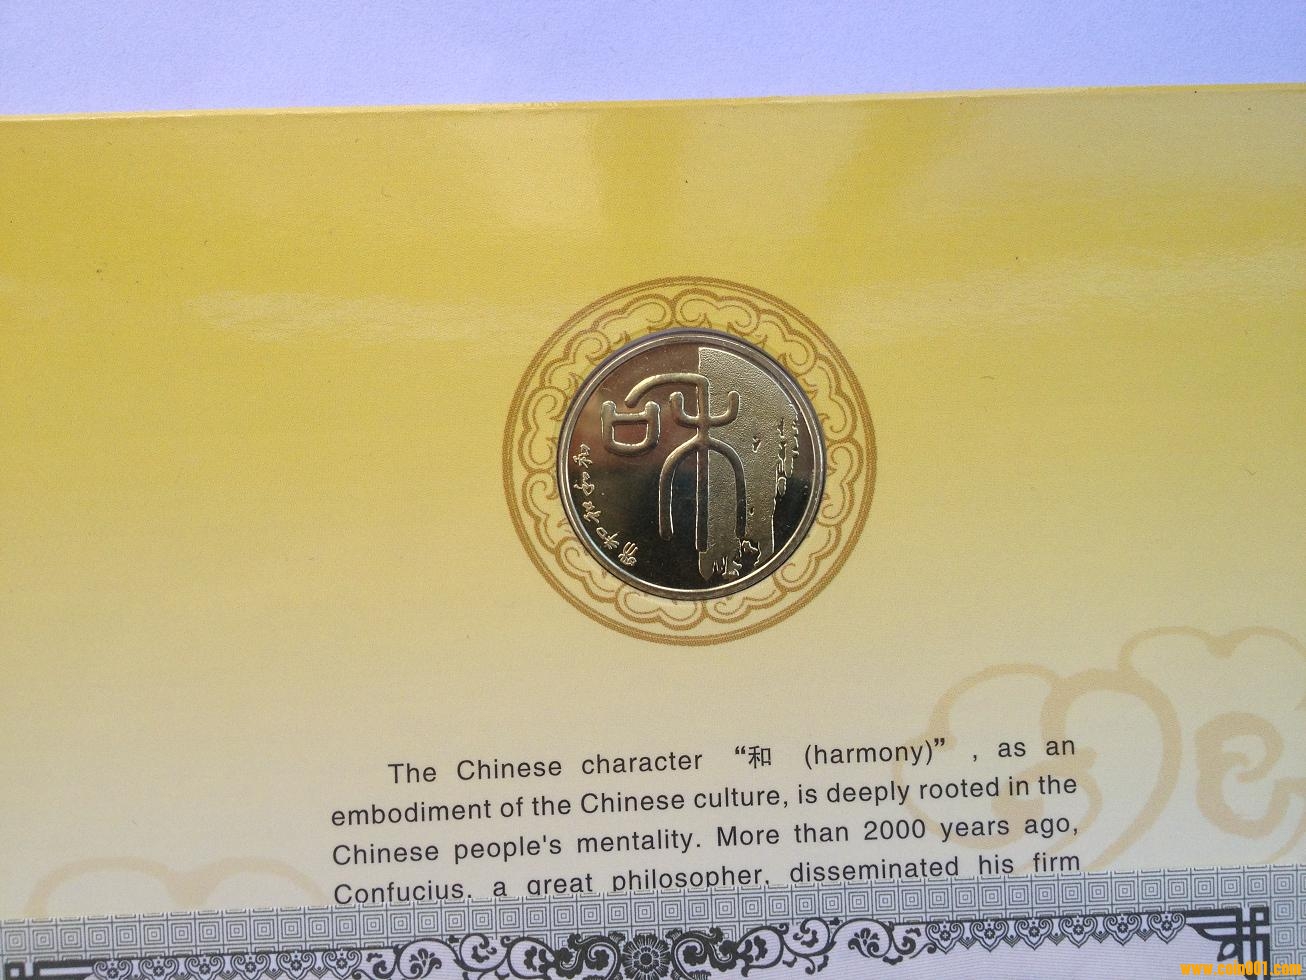 The Chinese character “和 (harmony)” , as an
embodiment of the Chinese culture, is deeply rooted in the
Chinese people's mentality. More than 2000 years ago,
Confucius, a great philosopher, disseminated his firm
www.coin001.com